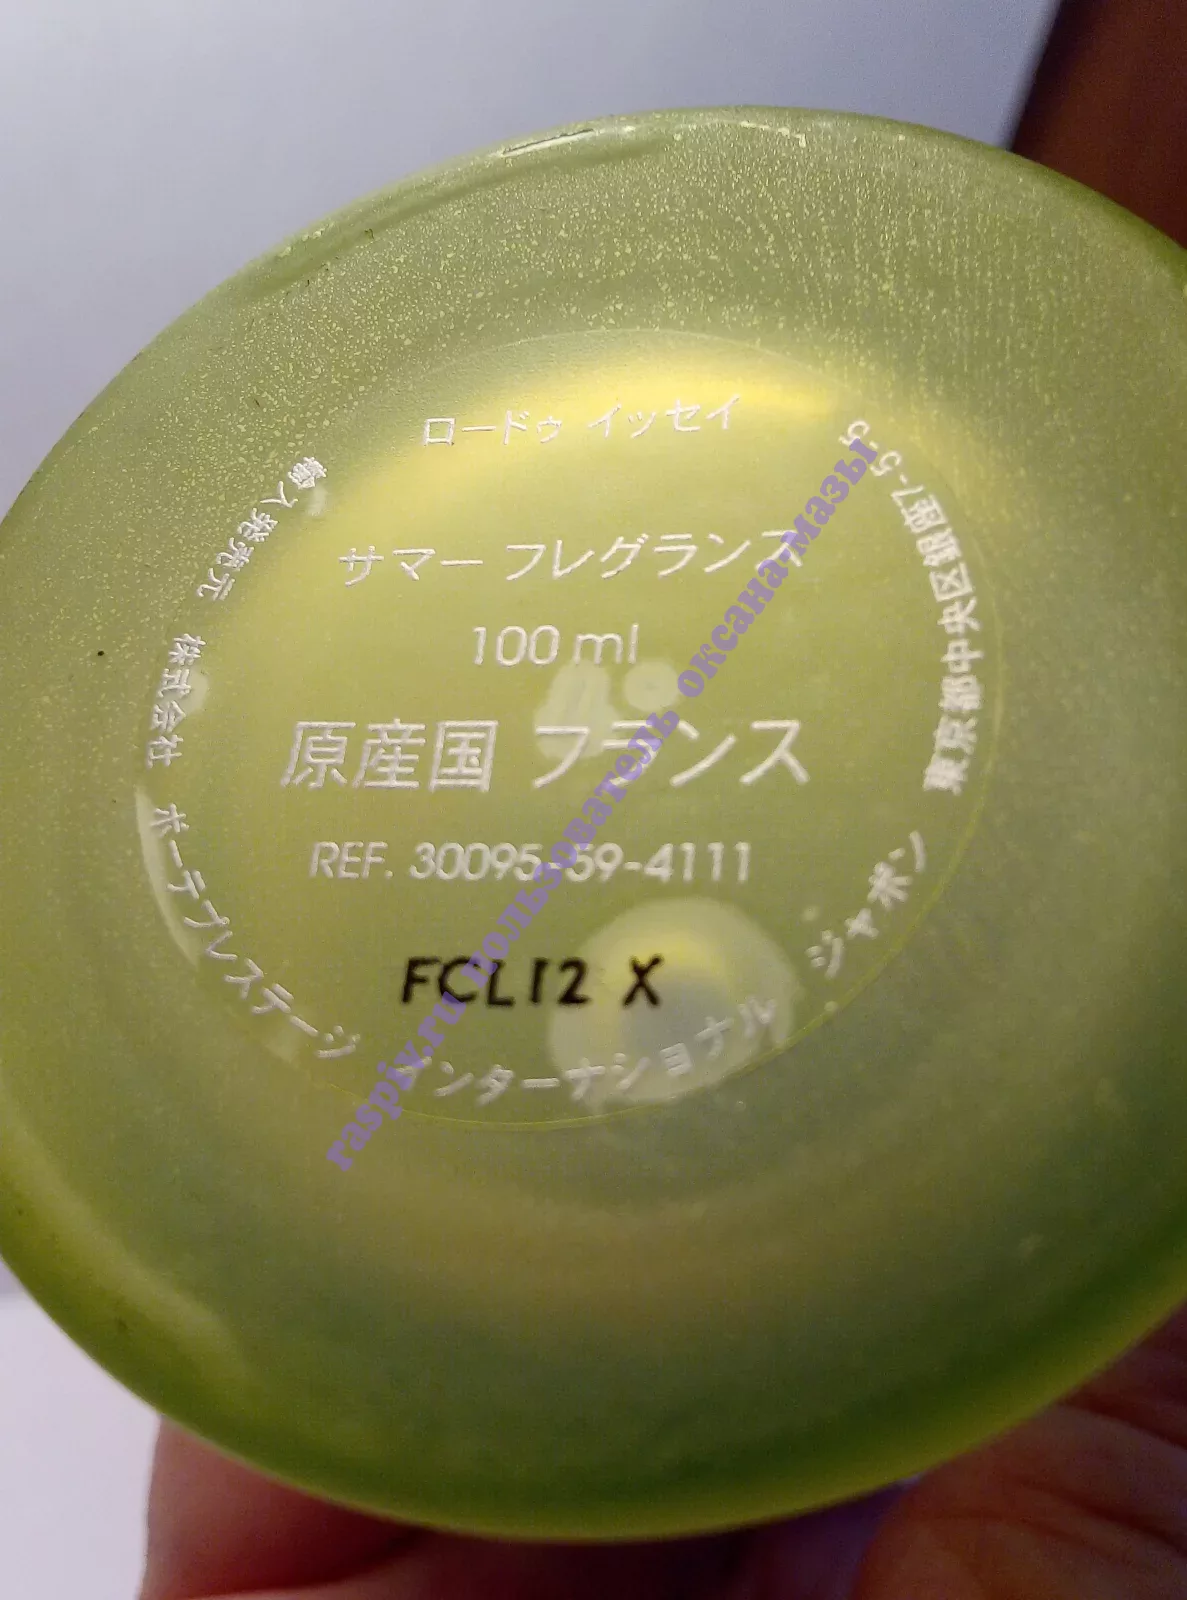 ロードゥ イッセイ
サマー フレグランス
100 ml
原産国 フランス
REF. 30095-59-4111
FCL12 X
輸入発売元 株式会社 ボーテプレステージ インターナショナル ジャポン 東京都中央区銀座7-5-5
raspiv.ru пользователь оксана-мазы